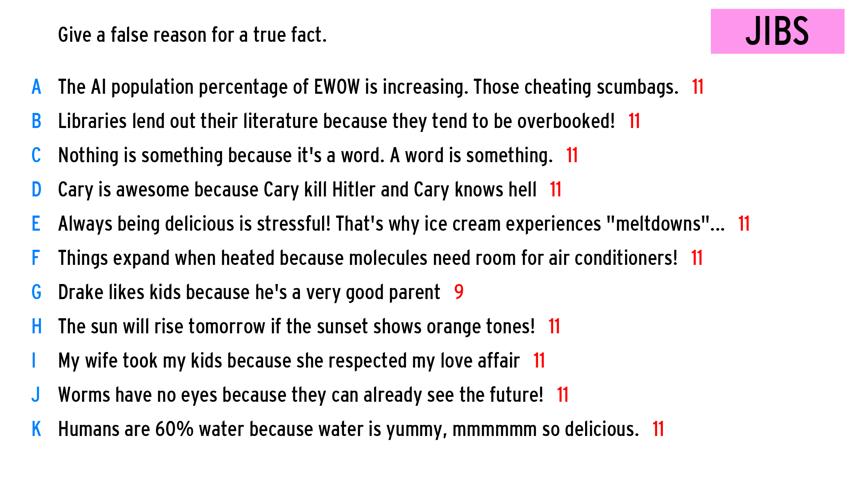 Give a false reason for a true fact.
JIBS
A The AI population percentage of EWOW is increasing. Those cheating scumbags. 11
B Libraries lend out their literature because they tend to be overbooked! 11
C Nothing is something because it's a word. A word is something. 11
D Cary is awesome because Cary kill Hitler and Cary knows hell 11
E Always being delicious is stressful! That's why ice cream experiences "meltdowns"... 11
F Things expand when heated because molecules need room for air conditioners! 11
G Drake likes kids because he's a very good parent 9
H The sun will rise tomorrow if the sunset shows orange tones! 11
I My wife took my kids because she respected my love affair 11
J Worms have no eyes because they can already see the future! 11
K Humans are 60% water because water is yummy, mmmmmm so delicious. 11